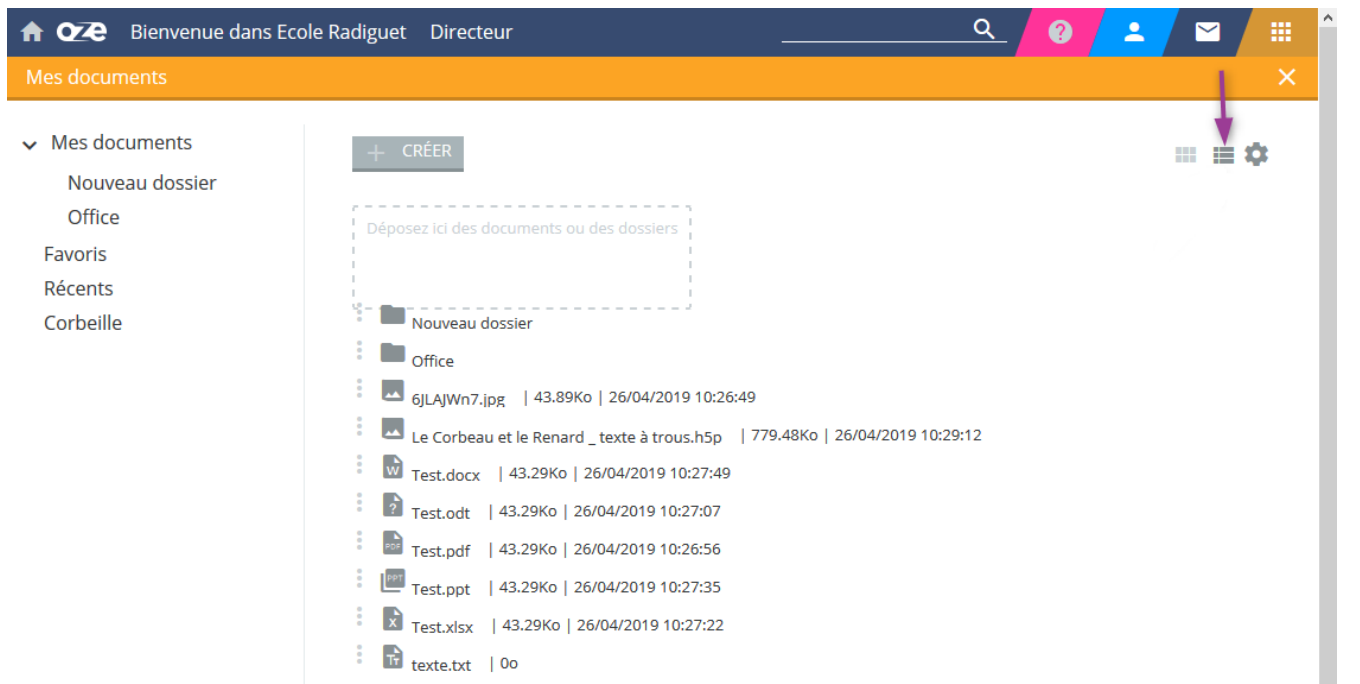 OZE Bienvenue dans Ecole Radiguet Directeur
Mes documents
Mes documents
Nouveau dossier
Office
Favoris
Récents
Corbeille
+ CRÉER
Déposez ici des documents ou des dossiers
Nouveau dossier
Office
6JLAJWn7.jpg | 43.89Ko | 26/04/2019 10:26:49
Le Corbeau et le Renard _ texte à trous.h5p | 779.48Ko | 26/04/2019 10:29:12
W Test.docx | 43.29Ko | 26/04/2019 10:27:49
? Test.odt | 43.29Ko | 26/04/2019 10:27:07
PDF Test.pdf | 43.29Ko | 26/04/2019 10:26:56
PPT Test.ppt | 43.29Ko | 26/04/2019 10:27:35
X Test.xlsx | 43.29Ko | 26/04/2019 10:27:22
Tт texte.txt | 0o